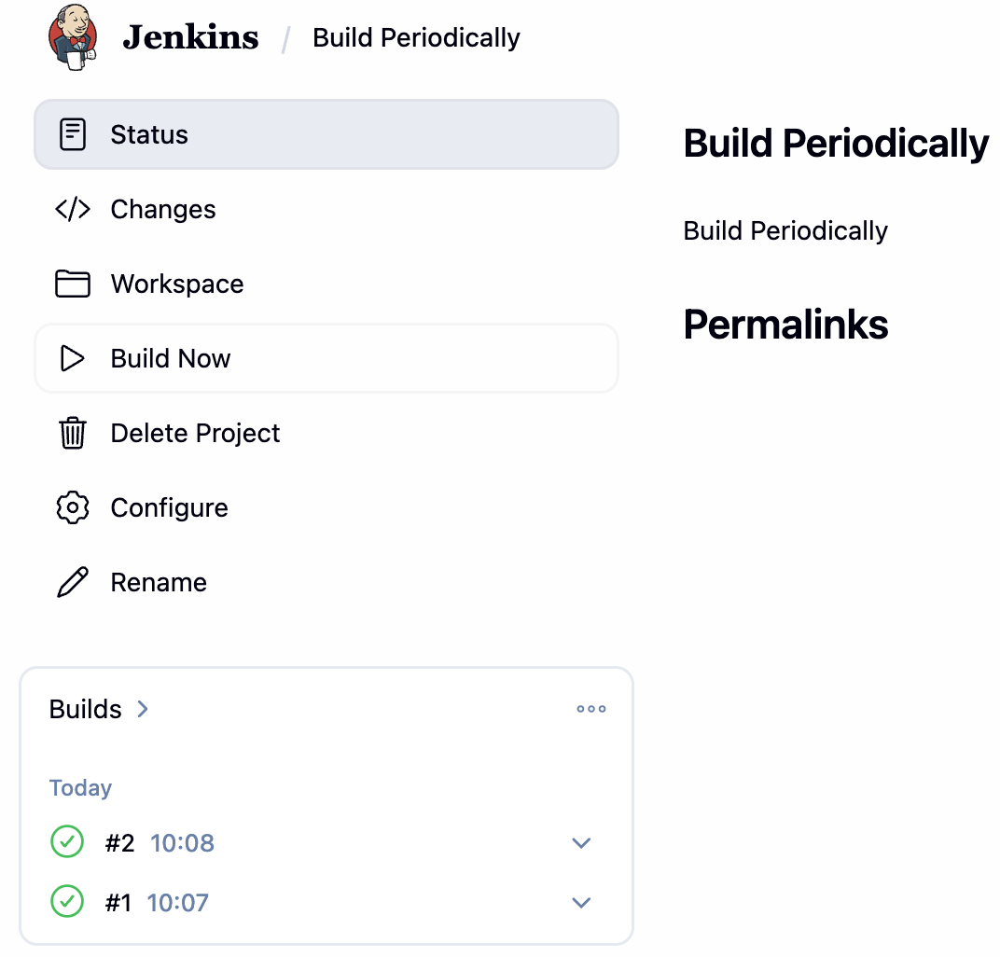 Jenkins / Build Periodically
Status
Changes
Workspace
Build Now
Delete Project
Configure
Rename
Builds
Today
#2 10:08
#1 10:07
Build Periodically
Build Periodically
Permalinks